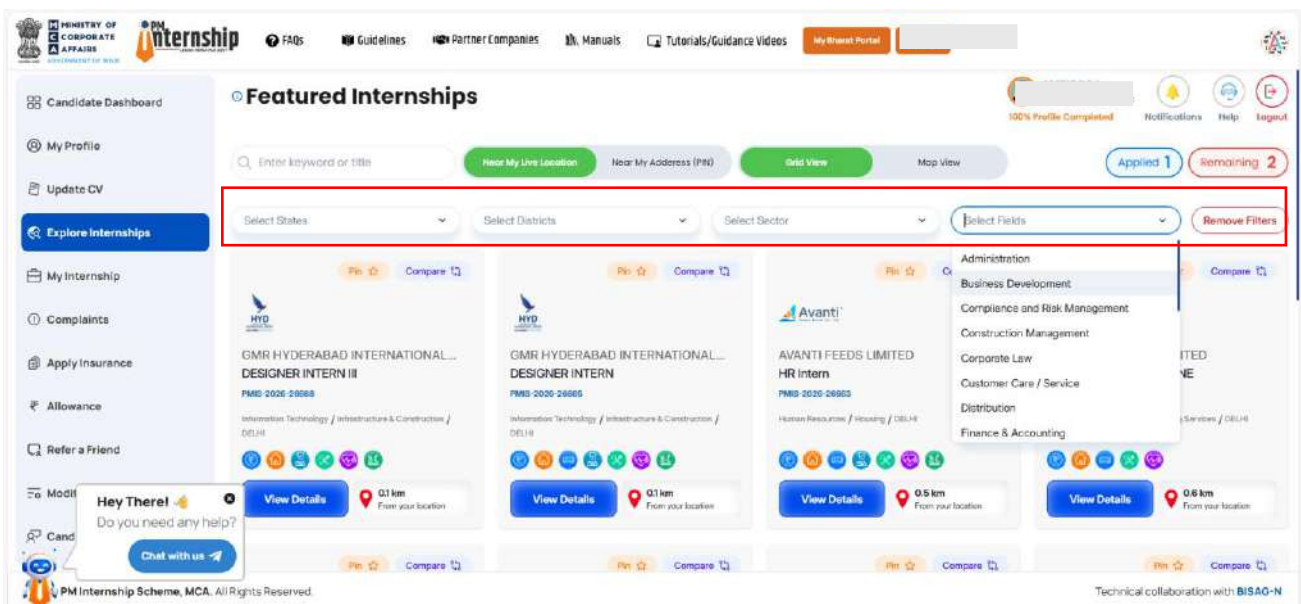 MINISTRY OF
CORPORATE
AFFAIRS
GOVERNMENT OF INDIA
PM
Internship
FAQs
Guidelines
Partner Companies
Manuals
Tutorials/Guidance Videos
My Bharat Portal
Candidate Dashboard
My Profile
Update CV
Explore Internships
My Internship
Complaints
Apply Insurance
Allowance
Refer a Friend
Modif
Cand
Featured Internships
100% Profile Completed
Notifications
Help
Logout
Enter keyword or title
Near My Live Location
Near My Adderess (PIN)
Grid View
Map View
Applied 1
Remaining 2
Select States
Select Districts
Select Sector
Select Fields
Remove Filters
Administration
Business Development
Compliance and Risk Management
Construction Management
Corporate Law
Customer Care / Service
Distribution
Finance & Accounting
Pin
Compare
HYD
GMR HYDERABAD INTERNATIONAL...
DESIGNER INTERN III
PMIS-2026-26668
Information Technology / Infrastructure & Construction /
DELHI
View Details
0.1 km
From your location
Pin
Compare
HYD
GMR HYDERABAD INTERNATIONAL...
DESIGNER INTERN
PMIS-2026-26665
Information Technology / Infrastructure & Construction /
DELHI
View Details
0.1 km
From your location
Pin
Avanti
AVANTI FEEDS LIMITED
HR Intern
PMIS-2026-26663
Human Resources / Housing / DELHI
View Details
0.5 km
From your location
Compare
ITED
NE
Services / DELHI
View Details
0.6 km
From your location
Pin
Compare
Pin
Compare
Pin
Compare
Pin
Compare
Hey There!
Do you need any help?
Chat with us
PM Internship Scheme, MCA. All Rights Reserved.
Technical collaboration with BISAG-N